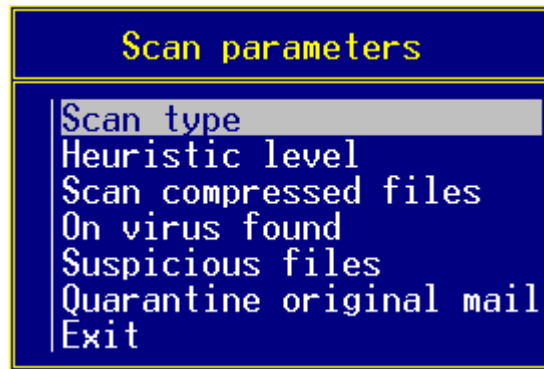 Scan parameters
Scan type
Heuristic level
Scan compressed files
On virus found
Suspicious files
Quarantine original mail
Exit